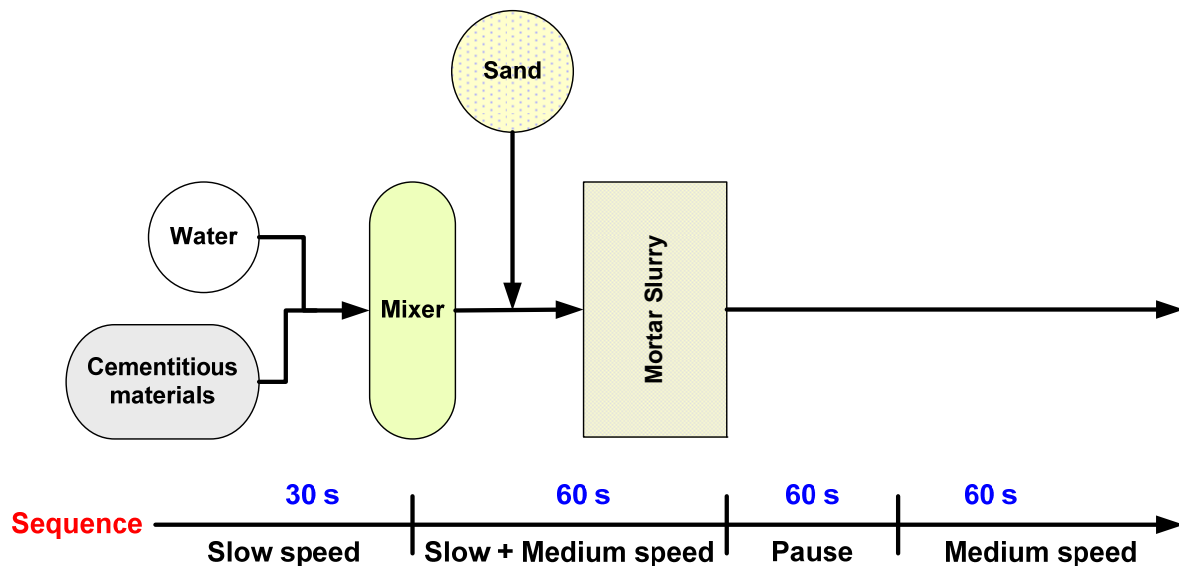 Sand
Water
Mixer
Mortar Slurry
Cementitious
materials
30 s
60 s
60 s
60 s
Sequence
Slow speed
Slow + Medium speed
Pause
Medium speed